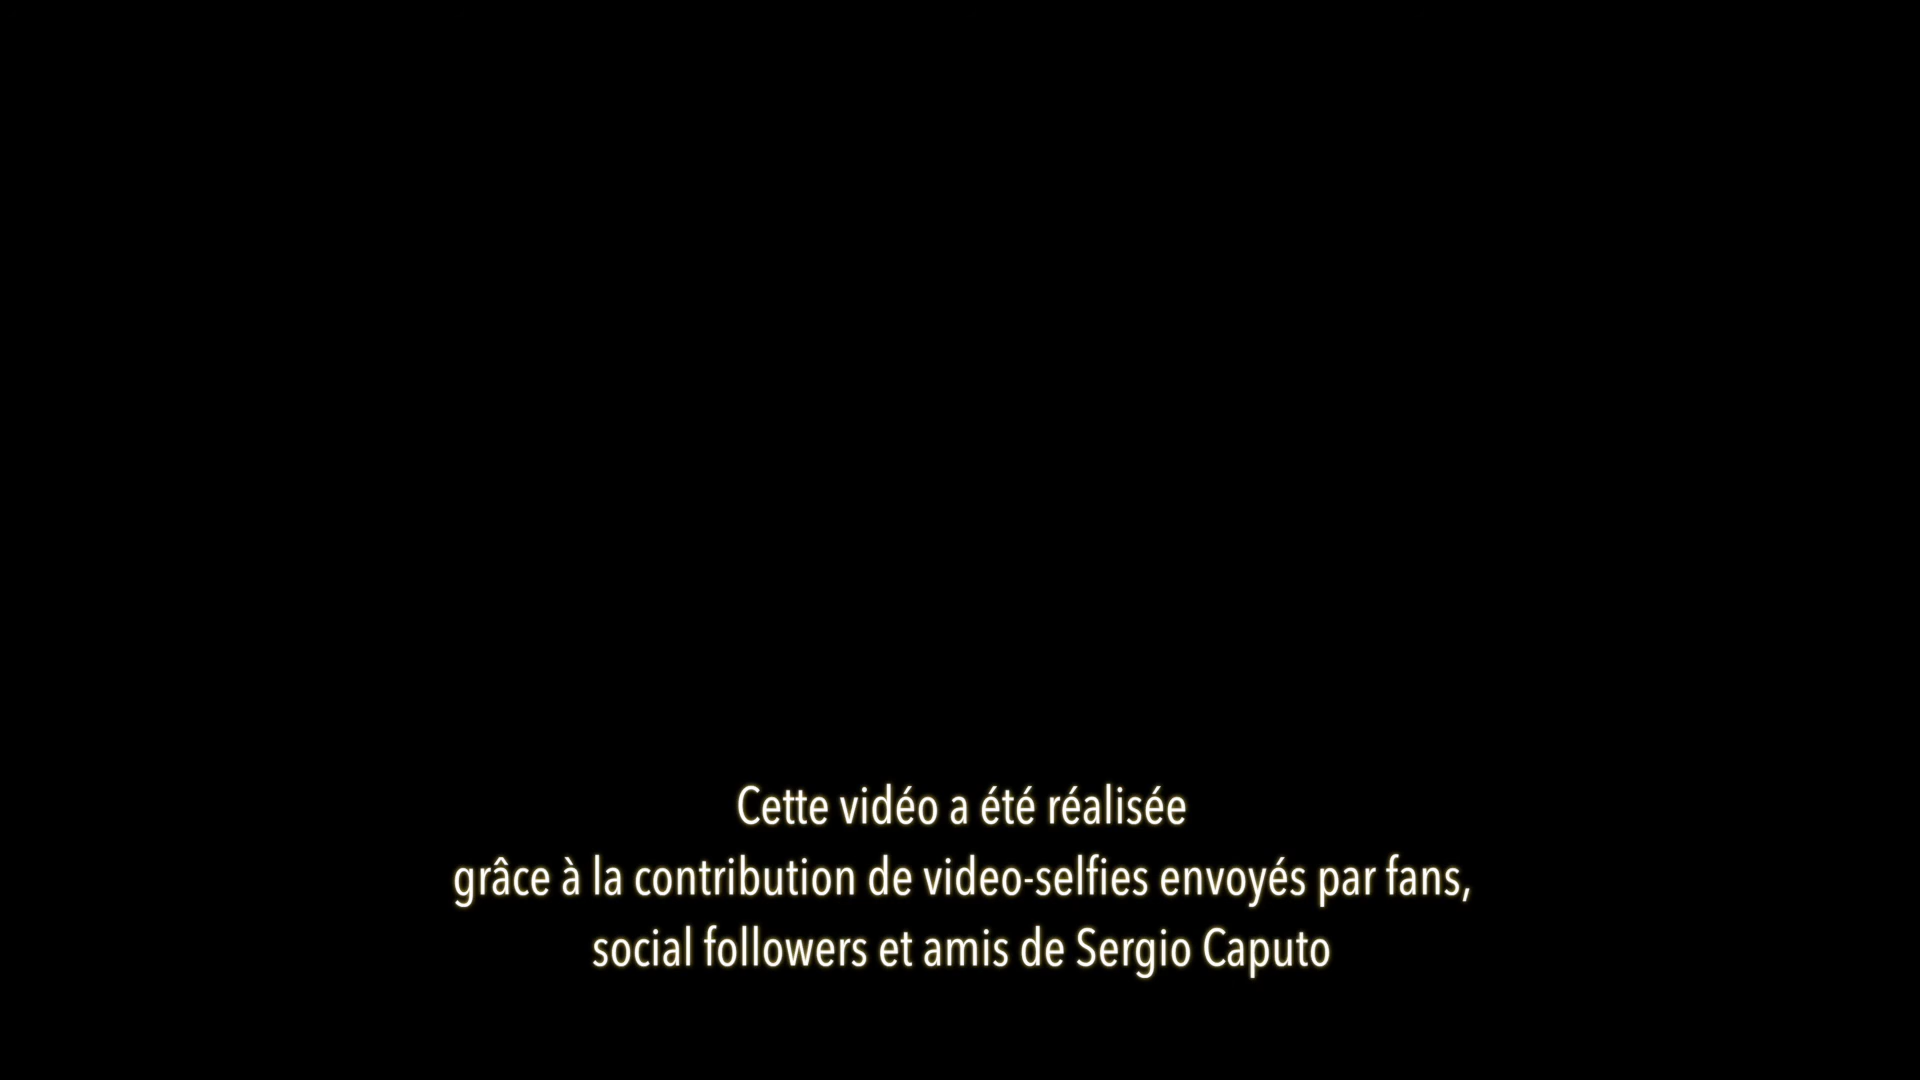 Cette vidéo a été réalisée
grâce à la contribution de video-selfies envoyés par fans,
social followers et amis de Sergio Caputo